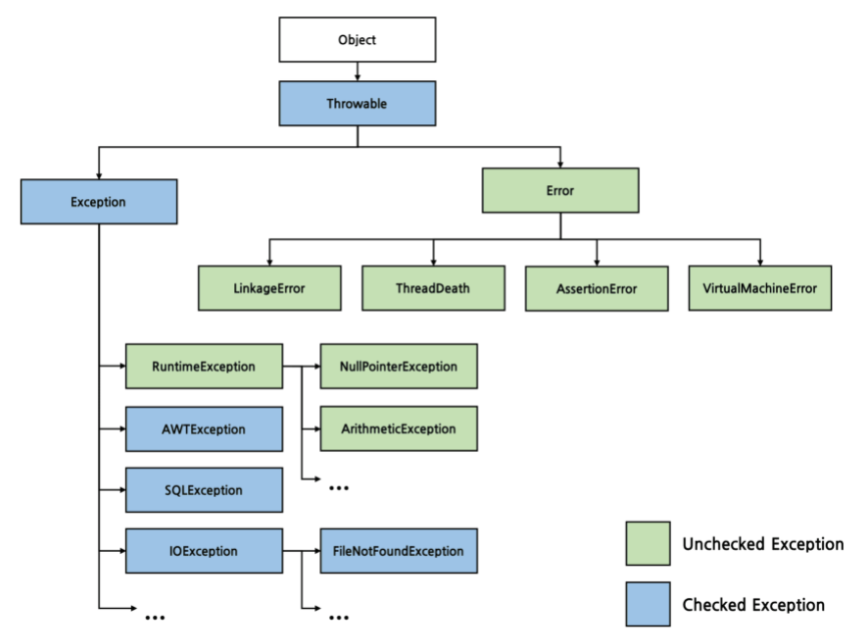 Object
Throwable
Exception
Error
LinkageError
ThreadDeath
AssertionError
VirtualMachineError
RuntimeException
NullPointerException
AWTException
ArithmeticException
...
SQLException
IOException
FileNotFoundException
...
...
Unchecked Exception
Checked Exception